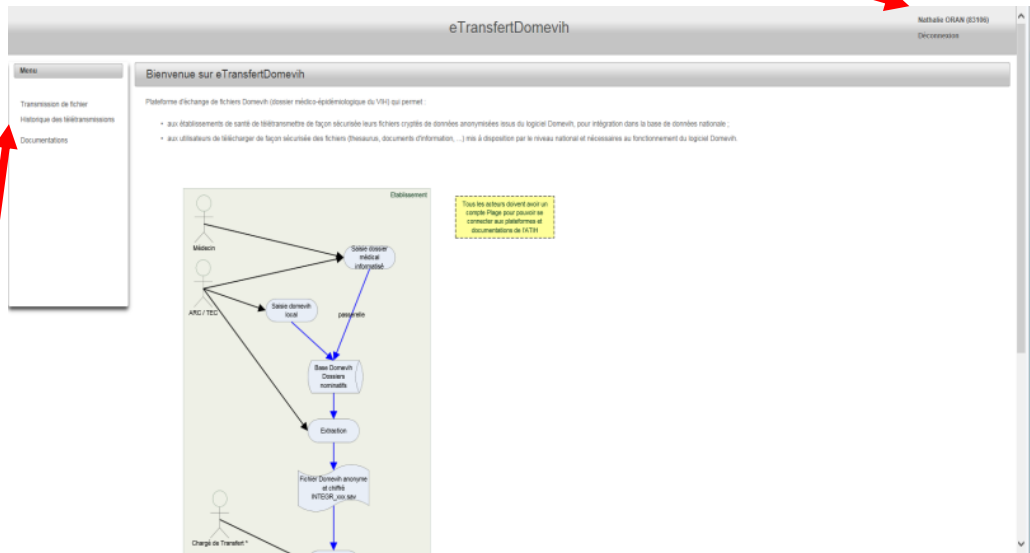 eTransfertDomevih
Nathalie ORAN (83106)
Déconnexion
Menu
Transmission de fichier
Historique des télétransmissions
Documentations
Bienvenue sur eTransfertDomevih
Plateforme d'échange de fichiers Domevih (dossier médico-épidémiologique du VIH) qui permet :
• aux établissements de santé de télétransmettre de façon sécurisée leurs fichiers cryptés de données anonymisées issus du logiciel Domevih, pour intégration dans la base de données nationale ;
• aux utilisateurs de télécharger de façon sécurisée des fichiers (thesaurus, documents d'information, ...) mis à disposition par le niveau national et nécessaires au fonctionnement du logiciel Domevih.
Etablissement
Tous les acteurs doivent avoir un
compte Plage pour pouvoir se
connecter aux plateformes et
documentations de l'ATIH
Médecin
Saisie dossier
médical
informatisé
ARC / TEC
Saisie domevih
local
passerelle
Base Domevih
Dossiers
nominatifs
Extraction
Fichier Domevih anonyme
et chiffré
INTEGR_xxx.sav
Chargé de Transfert *